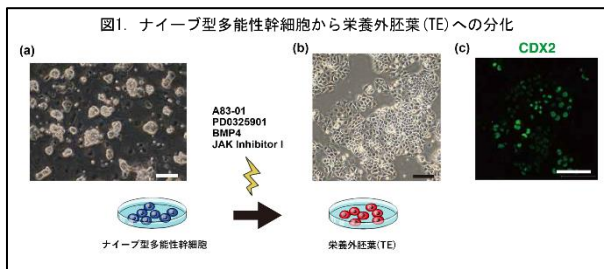 図1. ナイーブ型多能性幹細胞から栄養外胚葉(TE)への分化
(a)
(b)
(c)
CDX2
A83-01
PD0325901
BMP4
JAK Inhibitor I
ナイーブ型多能性幹細胞
栄養外胚葉(TE)